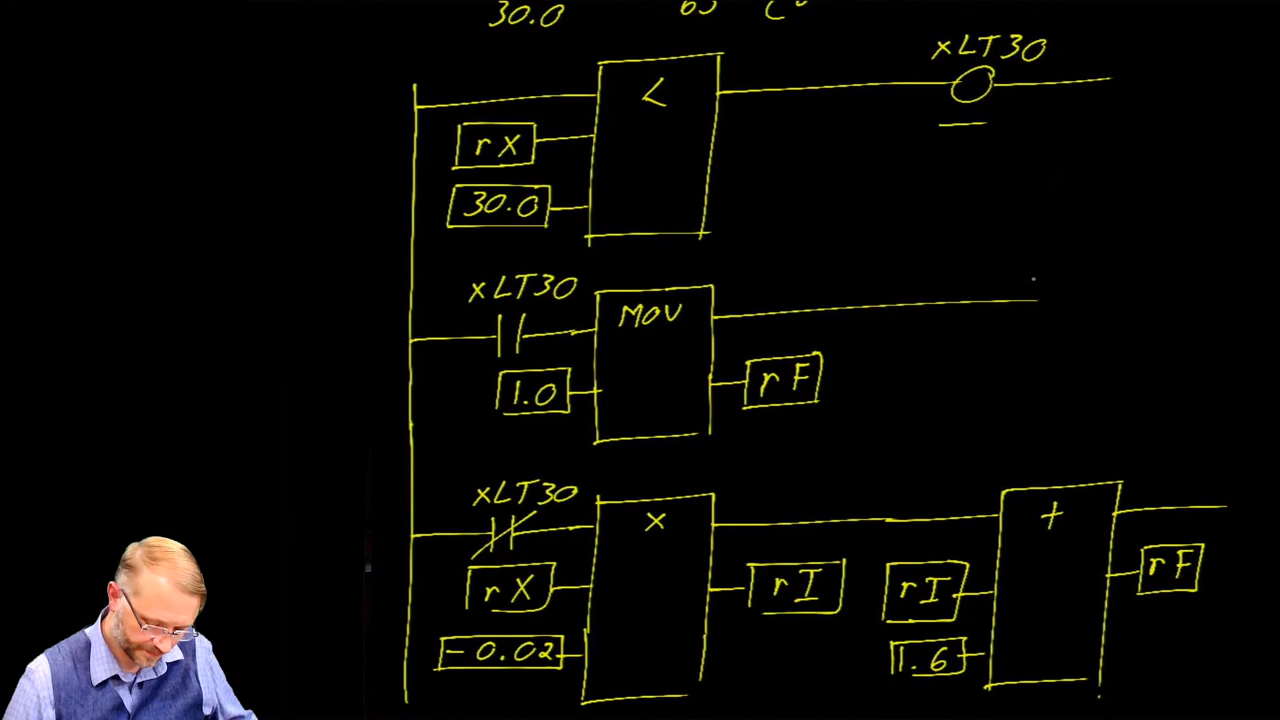 30.0
xLT30
<
rX
30.0
xLT30
MOV
1.0
rF
xLT30
x
+
rX
rI
rI
rF
-0.02
1.6